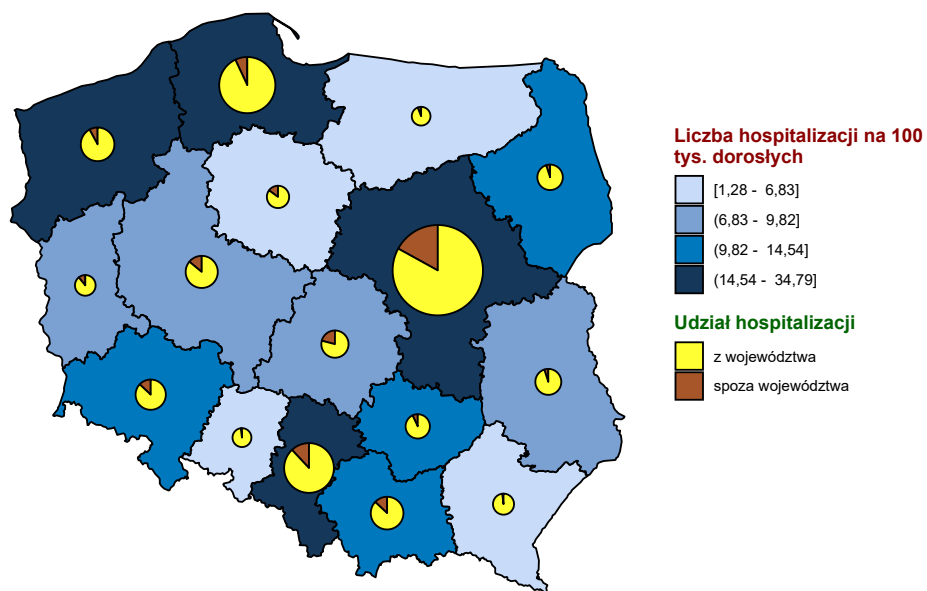 Liczba hospitalizacji na 100
tys. dorosłych
[1,28 - 6,83]
(6,83 - 9,82]
(9,82 - 14,54]
(14,54 - 34,79]
Udział hospitalizacji
z województwa
spoza województwa